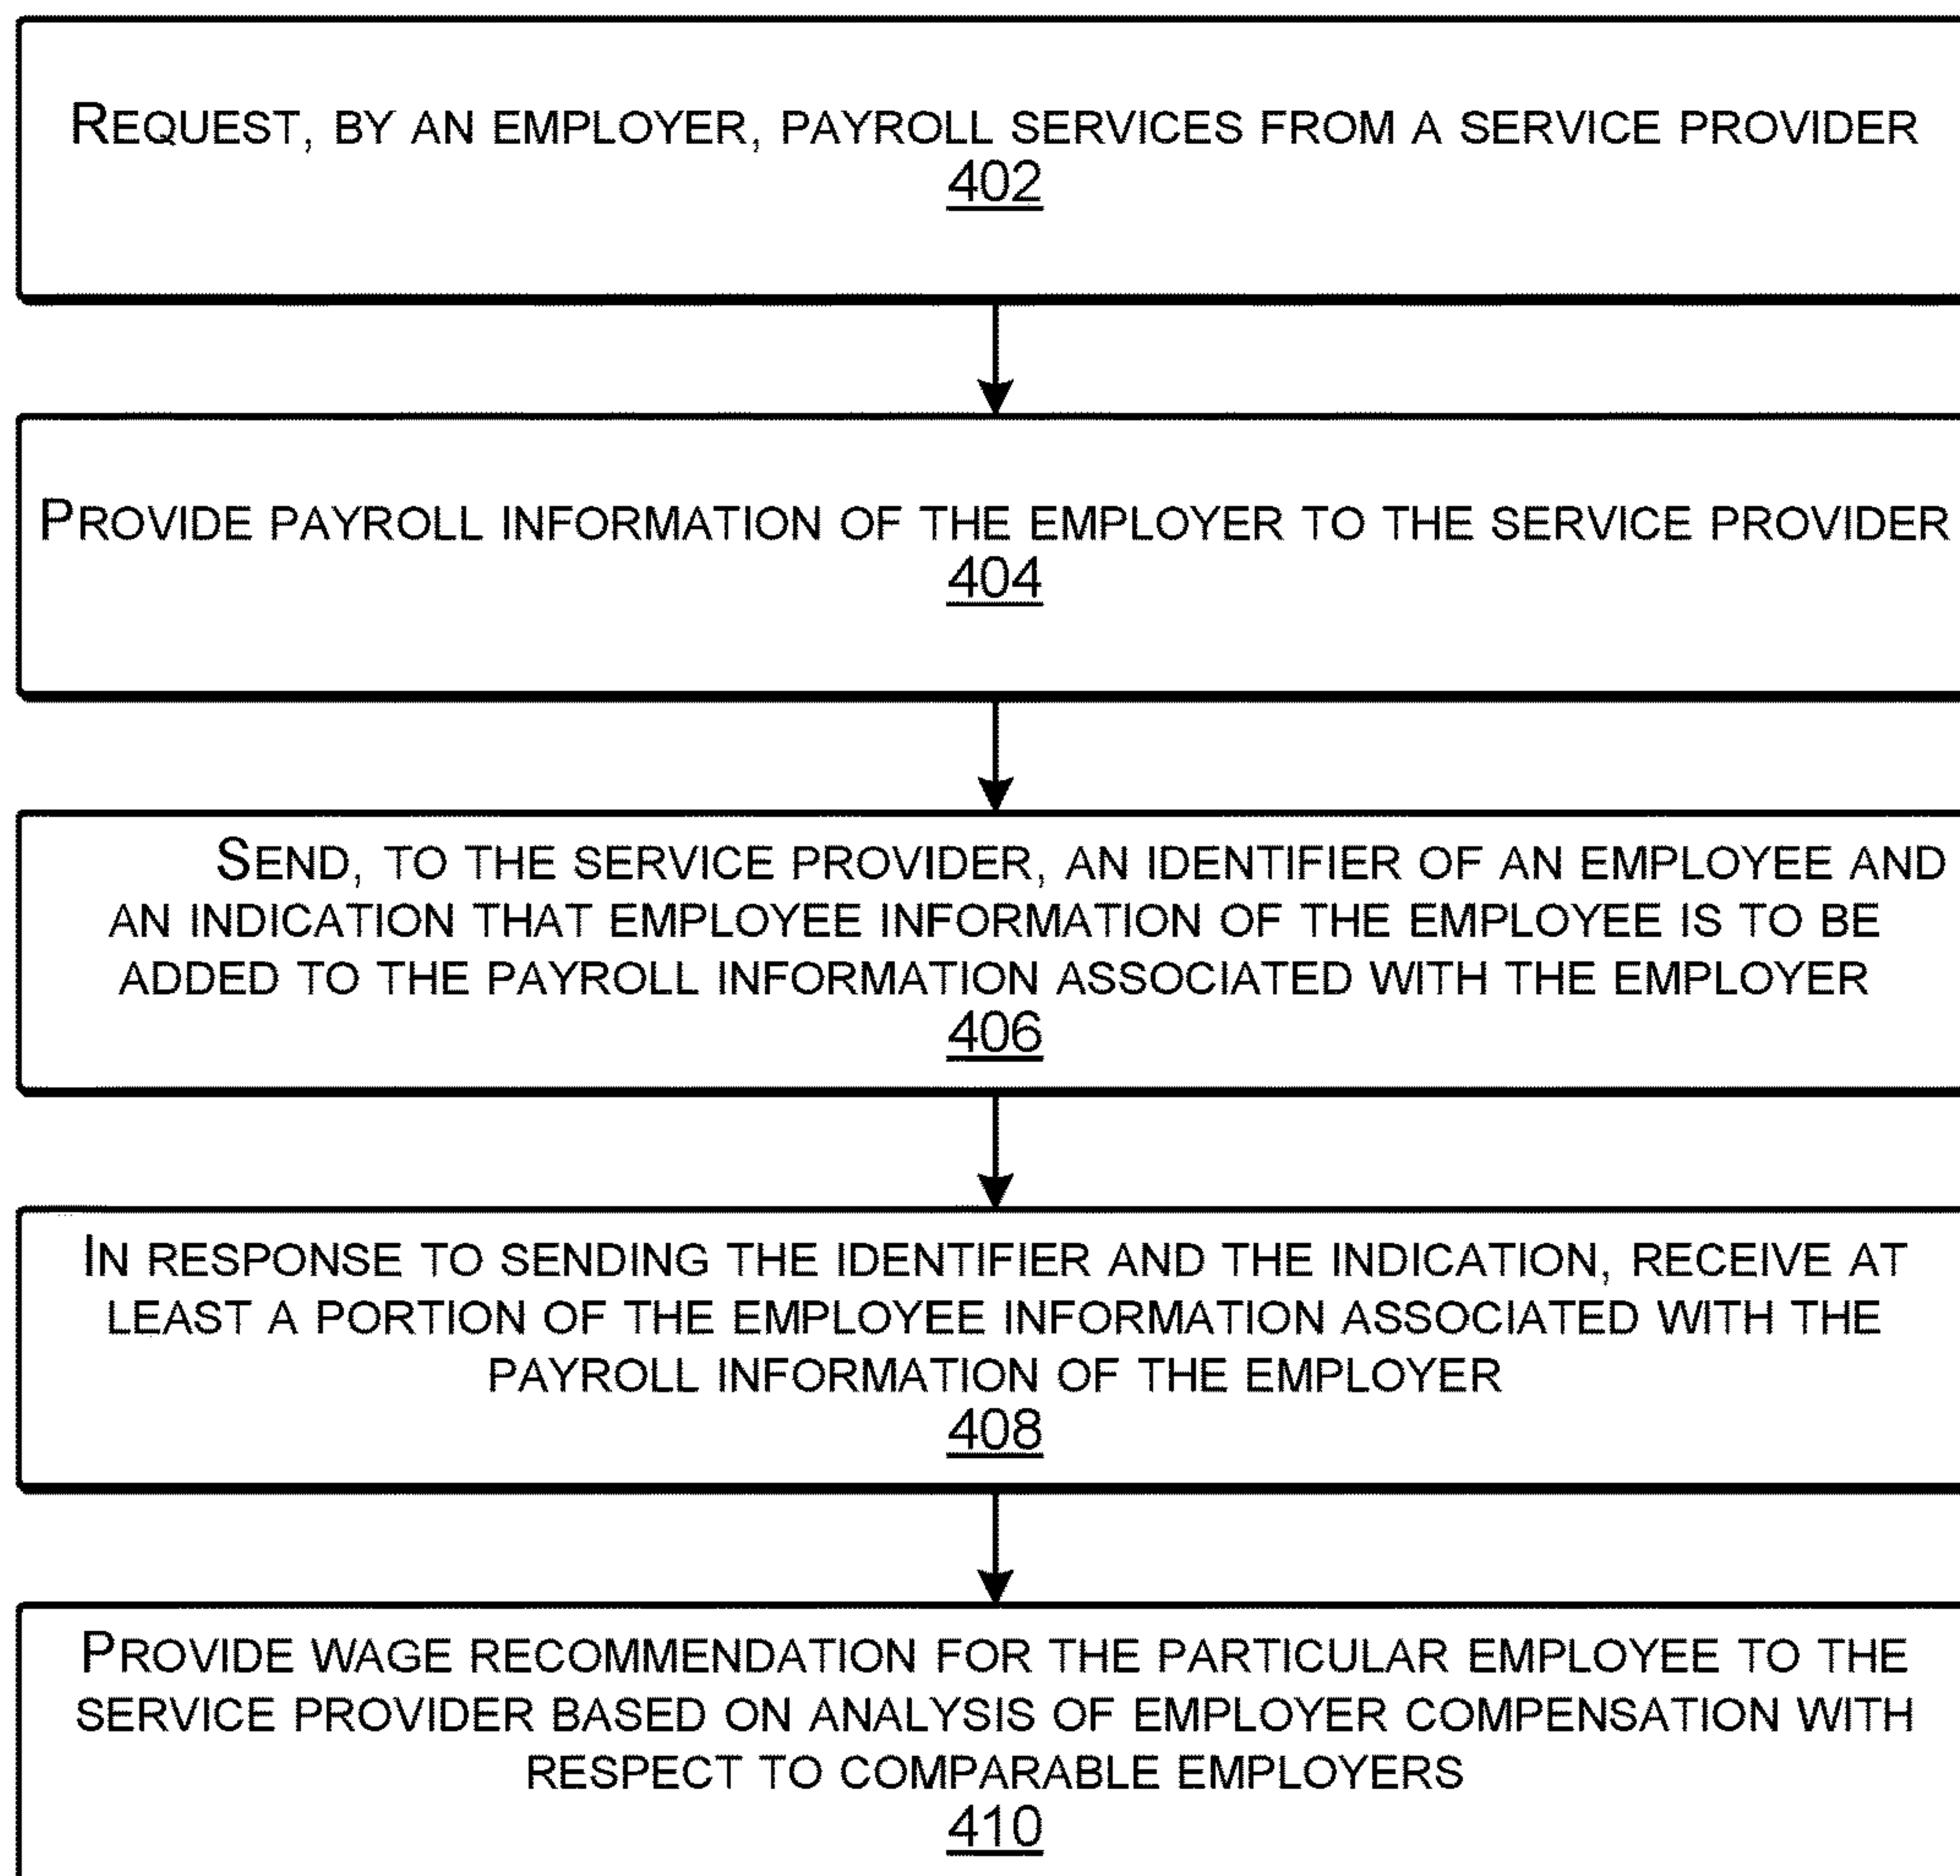 REQUEST, BY AN EMPLOYER, PAYROLL SERVICES FROM A SERVICE PROVIDER
402
PROVIDE PAYROLL INFORMATION OF THE EMPLOYER TO THE SERVICE PROVIDER
404
SEND, TO THE SERVICE PROVIDER, AN IDENTIFIER OF AN EMPLOYEE AND
AN INDICATION THAT EMPLOYEE INFORMATION OF THE EMPLOYEE IS TO BE
ADDED TO THE PAYROLL INFORMATION ASSOCIATED WITH THE EMPLOYER
406
IN RESPONSE TO SENDING THE IDENTIFIER AND THE INDICATION, RECEIVE AT
LEAST A PORTION OF THE EMPLOYEE INFORMATION ASSOCIATED WITH THE
PAYROLL INFORMATION OF THE EMPLOYER
408
PROVIDE WAGE RECOMMENDATION FOR THE PARTICULAR EMPLOYEE TO THE
SERVICE PROVIDER BASED ON ANALYSIS OF EMPLOYER COMPENSATION WITH
RESPECT TO COMPARABLE EMPLOYERS
410